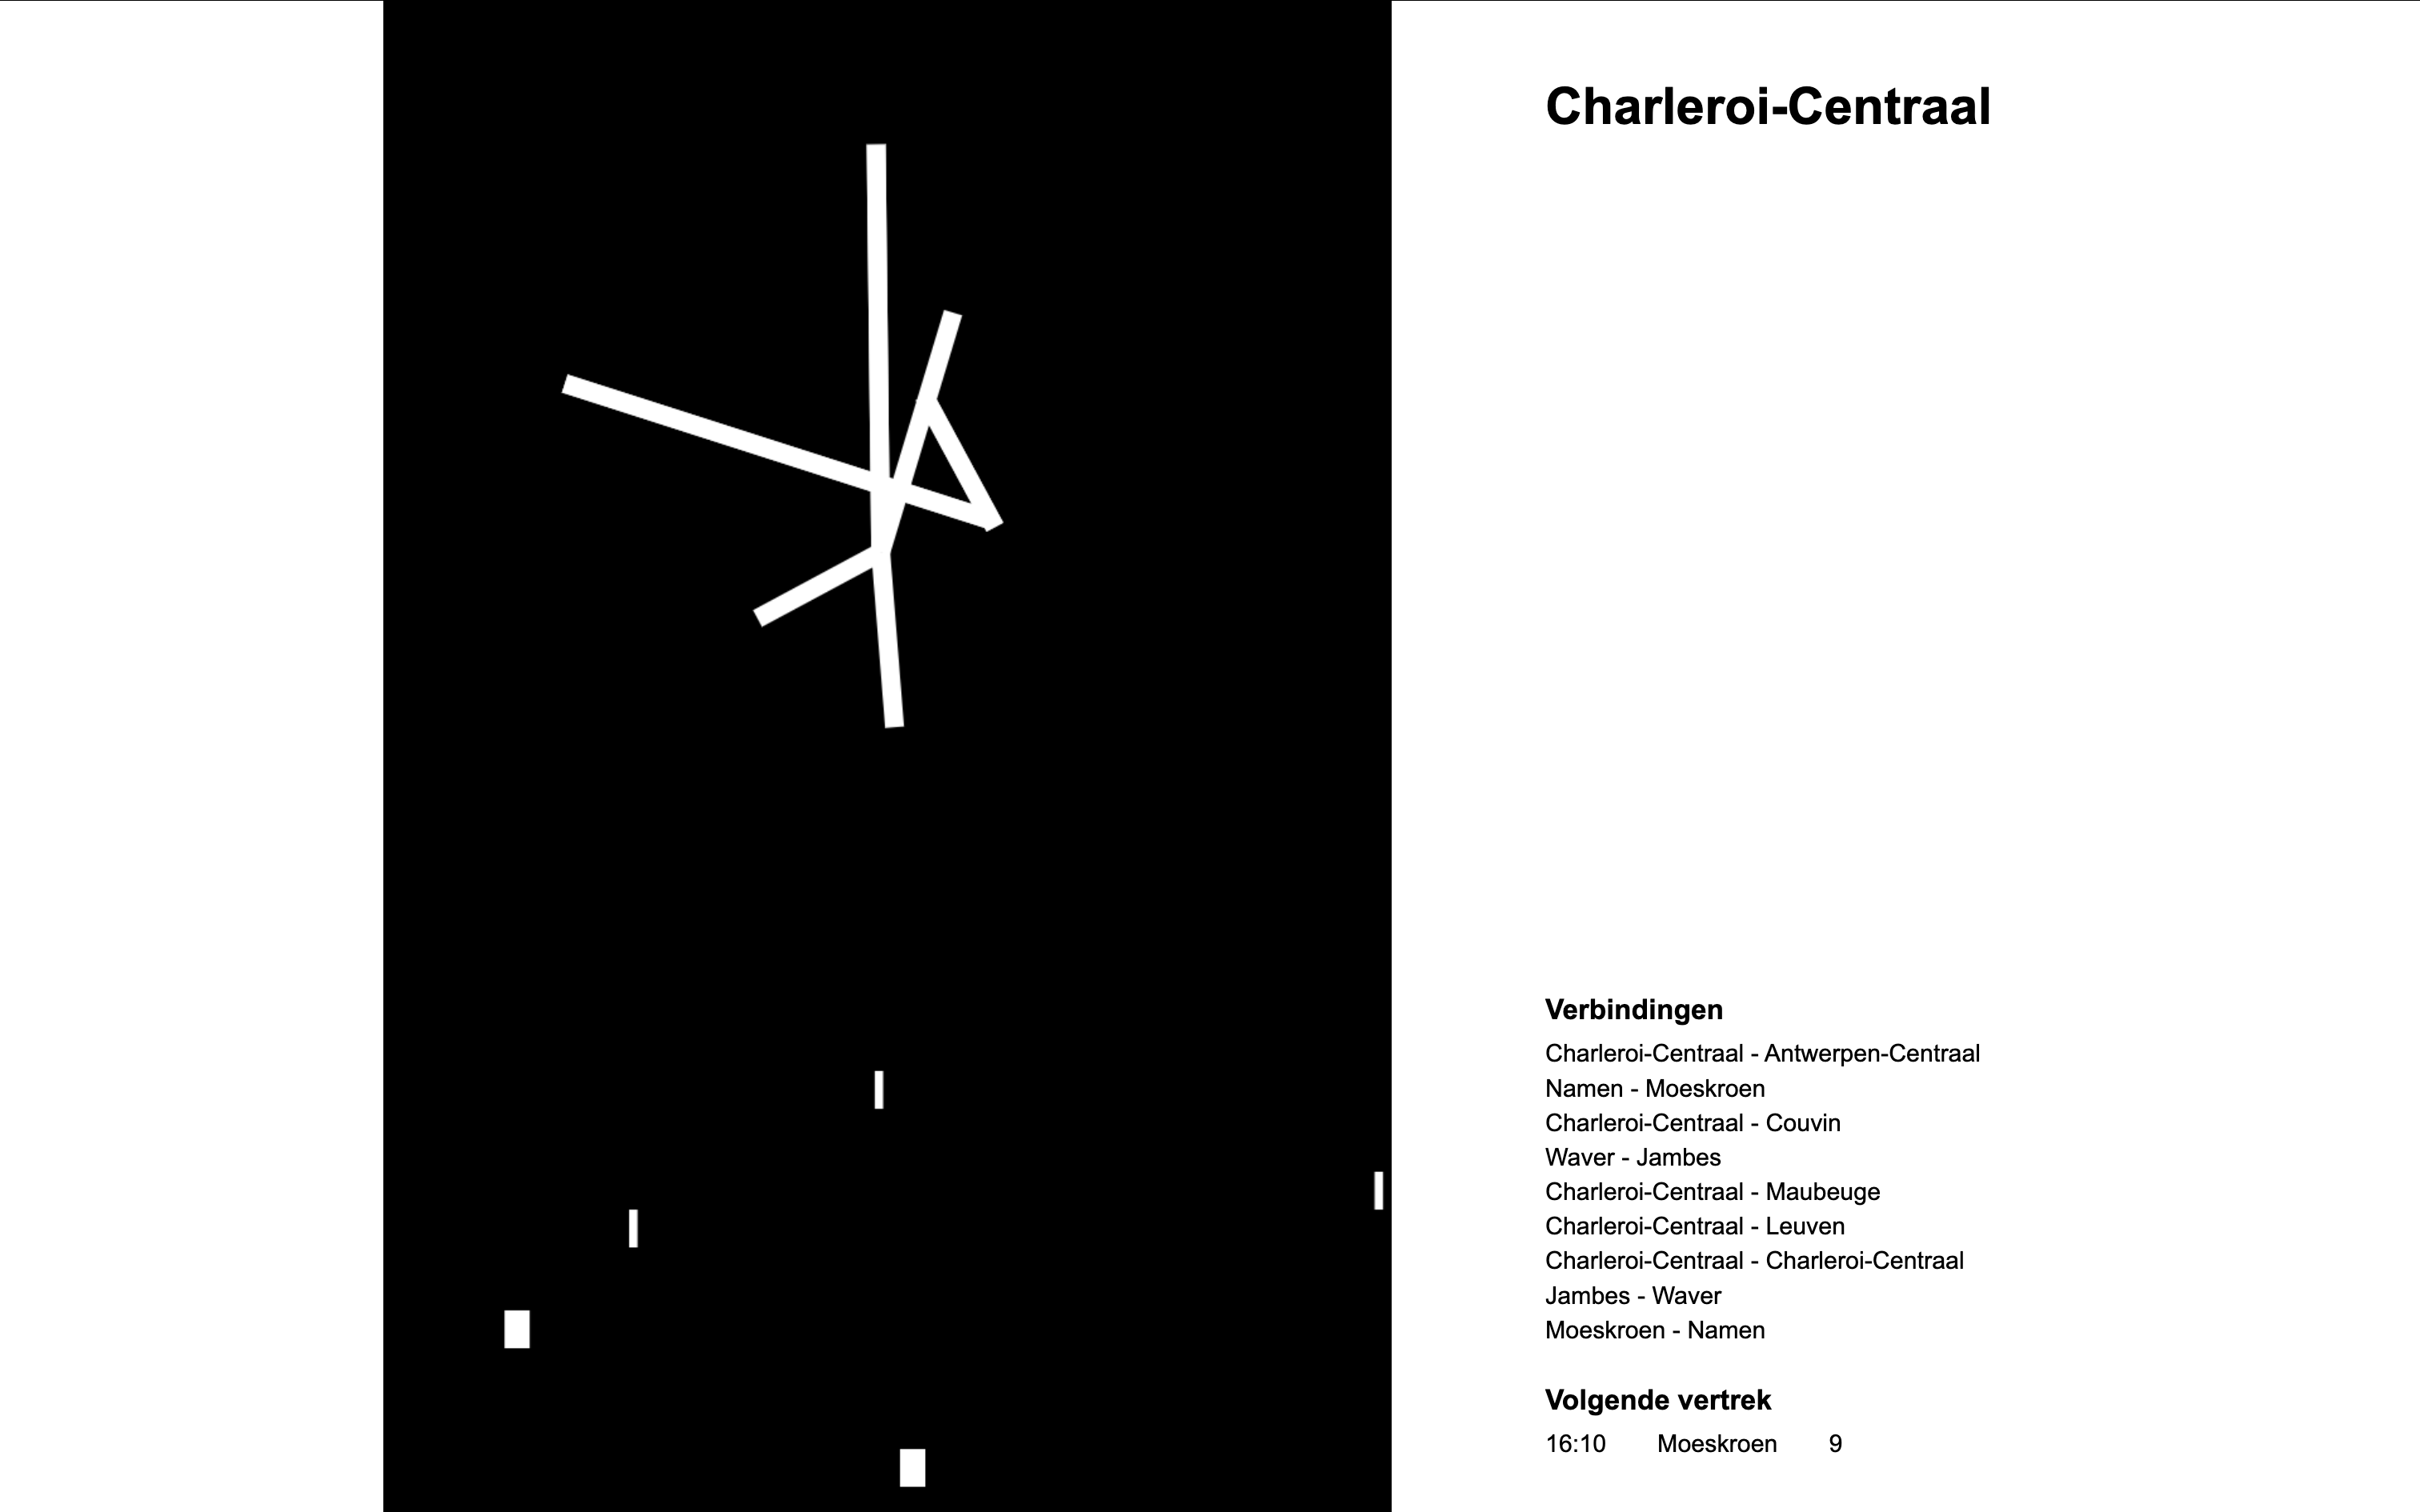 Charleroi-Centraal
Verbindingen
Charleroi-Centraal - Antwerpen-Centraal
Namen - Moeskroen
Charleroi-Centraal - Couvin
Waver - Jambes
Charleroi-Centraal - Maubeuge
Charleroi-Centraal - Leuven
Charleroi-Centraal - Charleroi-Centraal
Jambes - Waver
Moeskroen - Namen
Volgende vertrek
16:10 Moeskroen 9